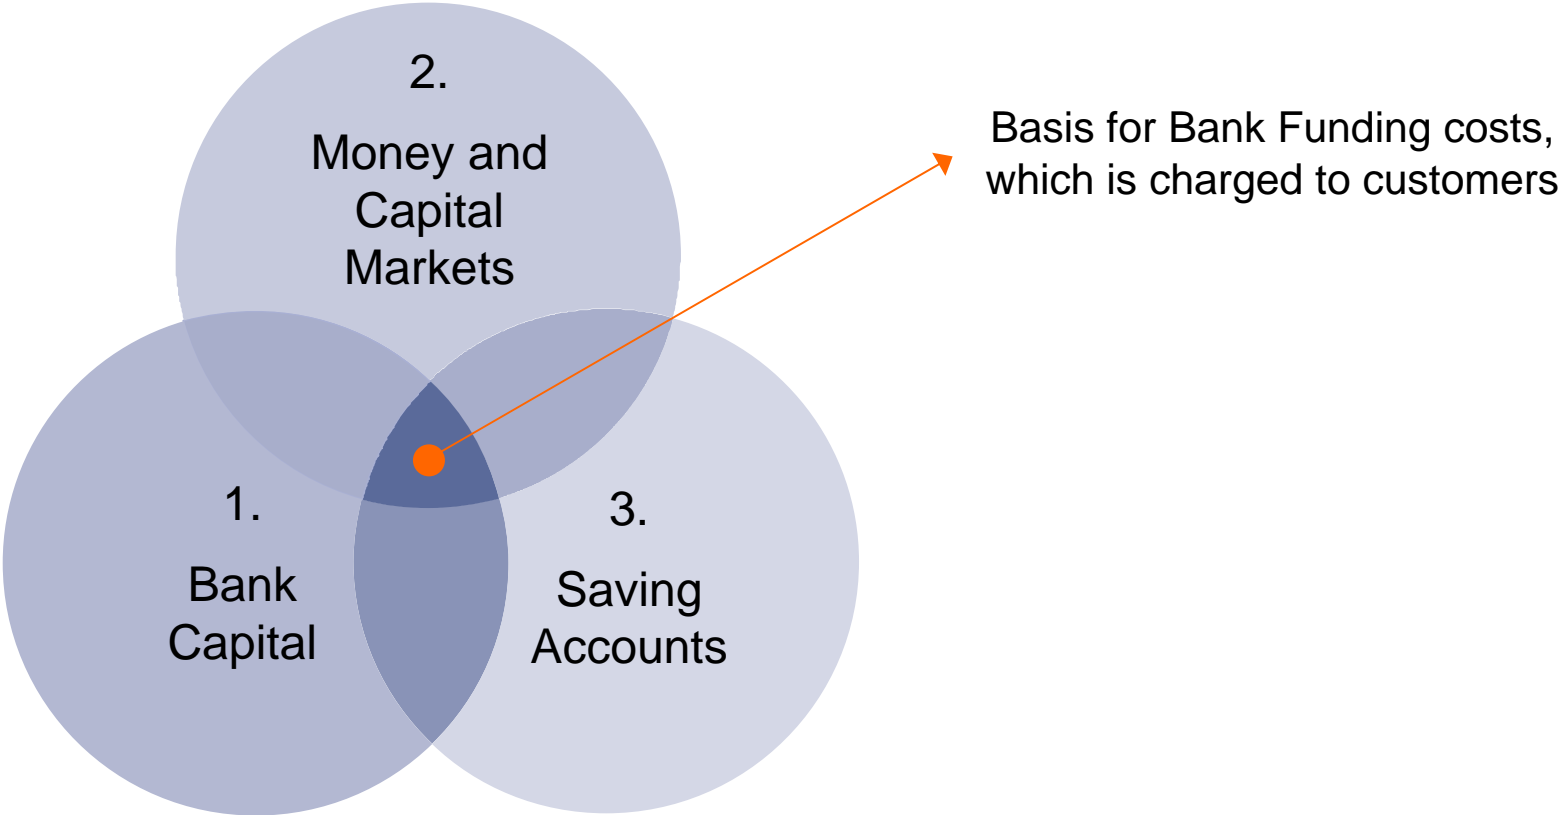 2.
Money and
Capital
Markets
Basis for Bank Funding costs,
which is charged to customers
1.
Bank
Capital
3.
Saving
Accounts